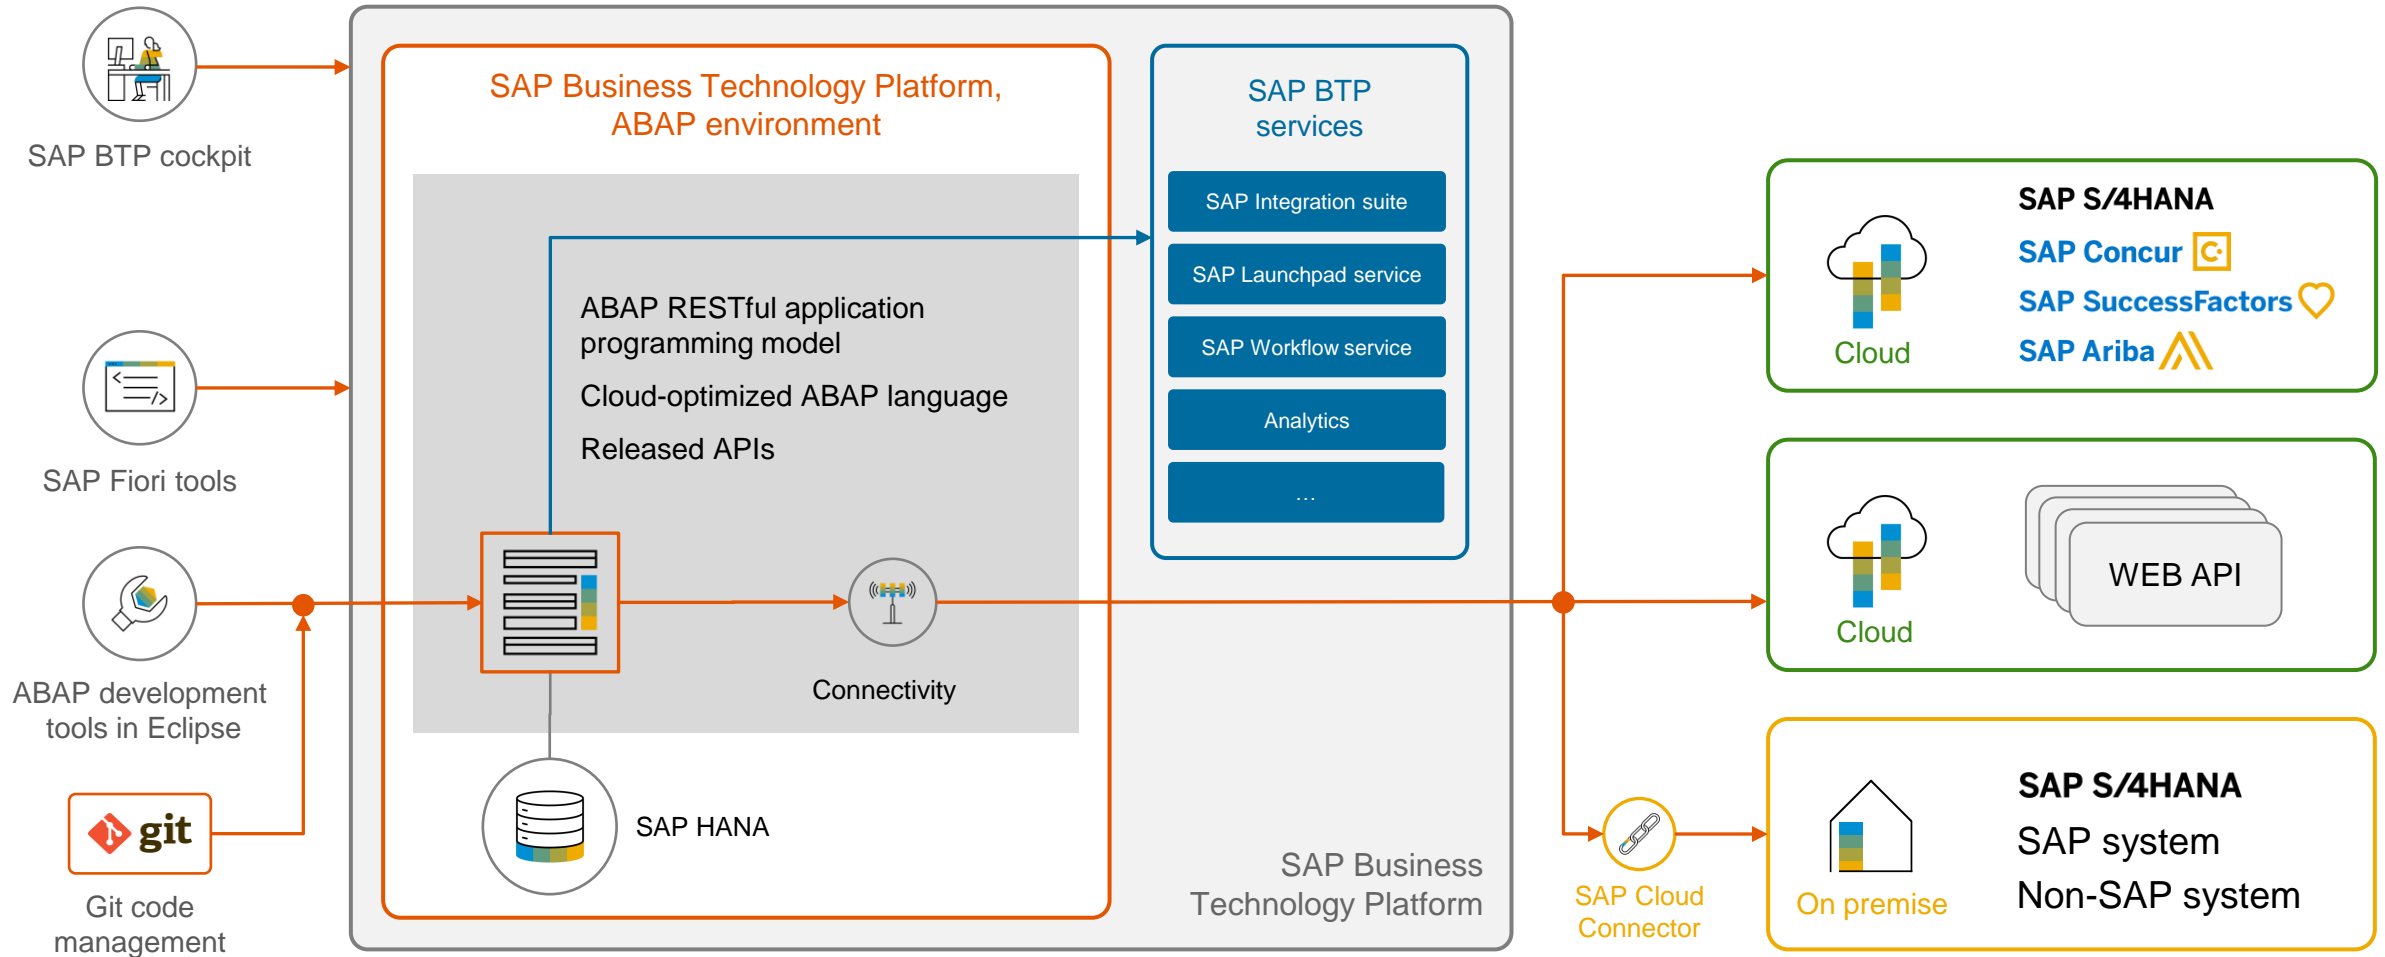 SAP BTP cockpit
SAP Fiori tools
ABAP development
tools in Eclipse
git
Git code
management
SAP Business Technology Platform,
ABAP environment
ABAP RESTful application
programming model
Cloud-optimized ABAP language
Released APIs
Connectivity
SAP HANA
SAP BTP
services
SAP Integration suite
SAP Launchpad service
SAP Workflow service
Analytics
...
SAP Business
Technology Platform
SAP Cloud
Connector
Cloud
SAP S/4HANA
SAP Concur C
SAP SuccessFactors
SAP Ariba
Cloud
WEB API
On premise
SAP S/4HANA
SAP system
Non-SAP system